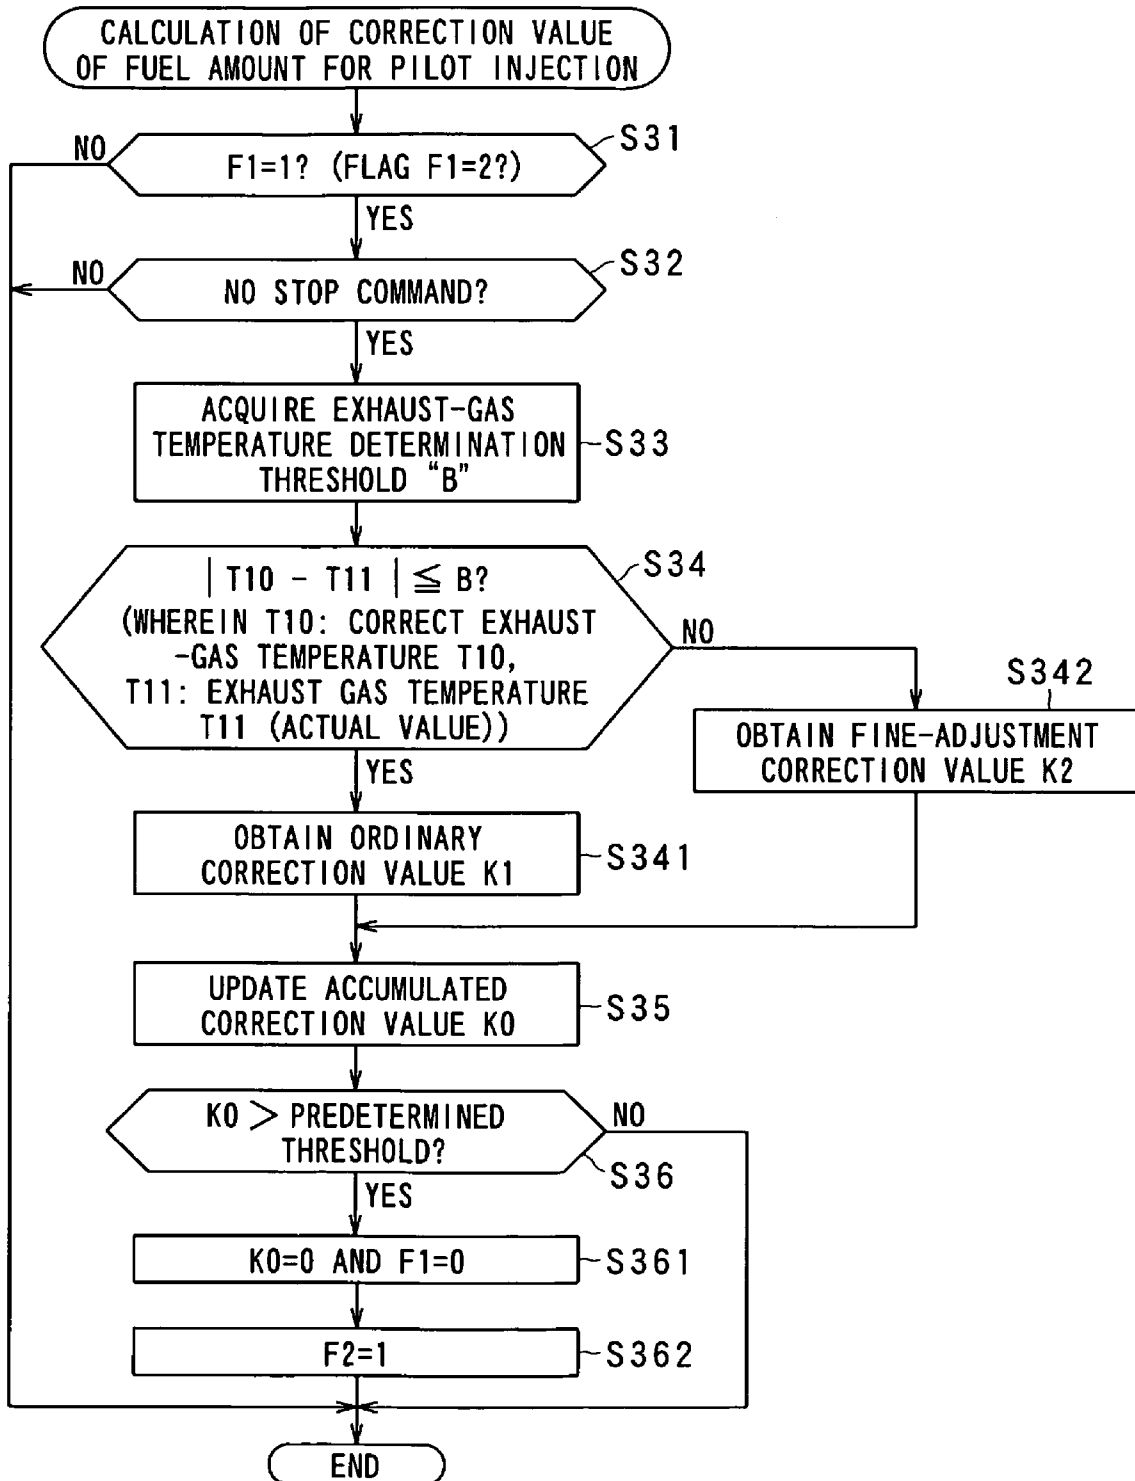 CALCULATION OF CORRECTION VALUE
OF FUEL AMOUNT FOR PILOT INJECTION
S31
NO
F1=1? (FLAG F1=2?)
YES
S32
NO
NO STOP COMMAND?
YES
ACQUIRE EXHAUST-GAS
TEMPERATURE DETERMINATION
THRESHOLD “B”
S33
S34
| T10 - T11 | ≦ B?
(WHEREIN T10: CORRECT EXHAUST
-GAS TEMPERATURE T10,
T11: EXHAUST GAS TEMPERATURE
T11 (ACTUAL VALUE))
NO
S342
OBTAIN FINE-ADJUSTMENT
CORRECTION VALUE K2
YES
OBTAIN ORDINARY
CORRECTION VALUE K1
S341
UPDATE ACCUMULATED
CORRECTION VALUE K0
S35
K0 > PREDETERMINED
THRESHOLD?
NO
S36
YES
K0=0 AND F1=0
S361
F2=1
S362
END